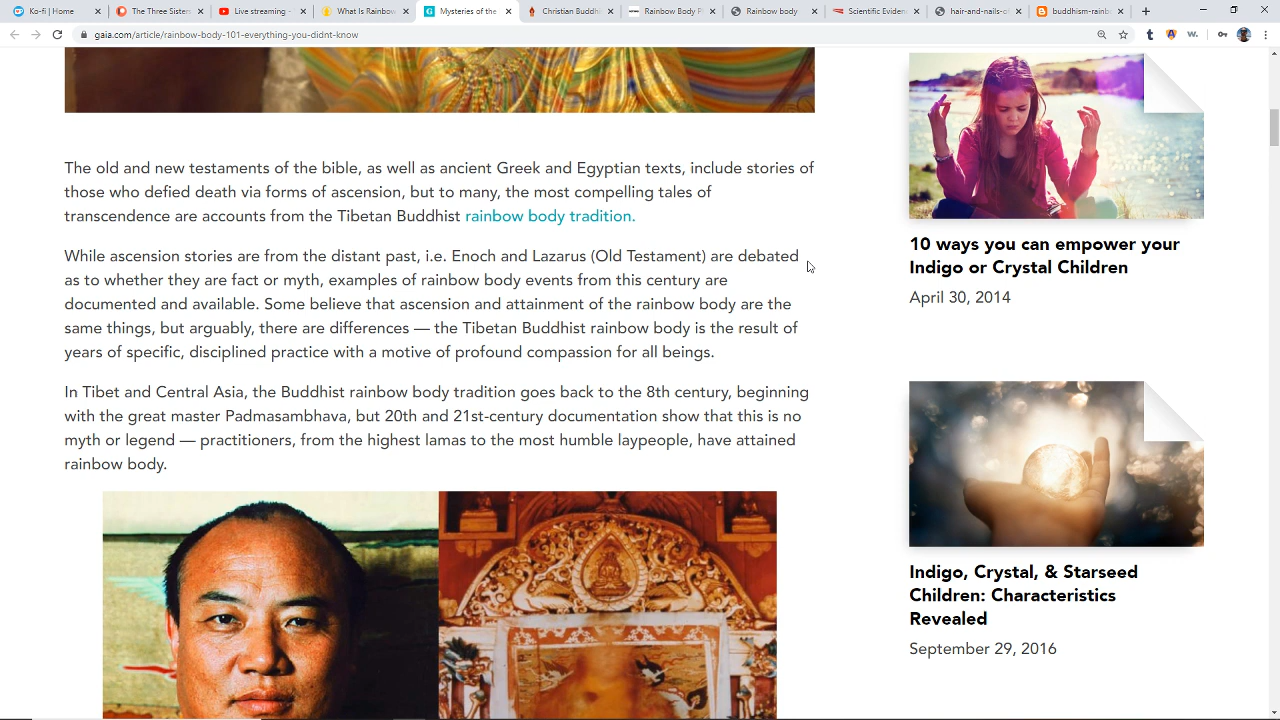 Ko-fi | Home
The Three Sister
Live streaming -
What Is Rainbow
Mysteries of the
Christian Buddh
Rainbow Body P
Rainbow body
Scientific Eviden
hair-and-nails-o
buddhism-rainb
gaia.com/article/rainbow-body-101-everything-you-didnt-know
The old and new testaments of the bible, as well as ancient Greek and Egyptian texts, include stories of
those who defied death via forms of ascension, but to many, the most compelling tales of
transcendence are accounts from the Tibetan Buddhist rainbow body tradition.
While ascension stories are from the distant past, i.e. Enoch and Lazarus (Old Testament) are debated
as to whether they are fact or myth, examples of rainbow body events from this century are
documented and available. Some believe that ascension and attainment of the rainbow body are the
same things, but arguably, there are differences — the Tibetan Buddhist rainbow body is the result of
years of specific, disciplined practice with a motive of profound compassion for all beings.
In Tibet and Central Asia, the Buddhist rainbow body tradition goes back to the 8th century, beginning
with the great master Padmasambhava, but 20th and 21st-century documentation show that this is no
myth or legend — practitioners, from the highest lamas to the most humble laypeople, have attained
rainbow body.
10 ways you can empower your
Indigo or Crystal Children
April 30, 2014
Indigo, Crystal, & Starseed
Children: Characteristics
Revealed
September 29, 2016